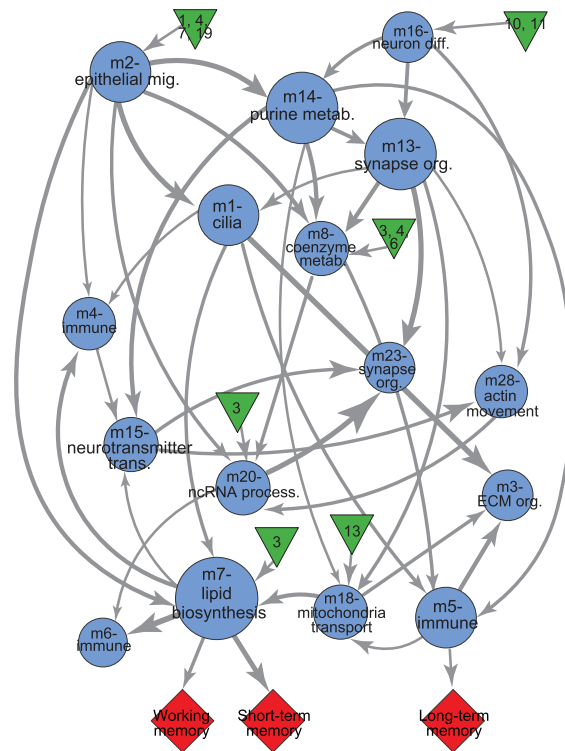 1, 4,
7, 19
m16-
neuron diff.
10, 11
m2-
epithelial mig.
m14-
purine metab.
m13-
synapse org.
m1-
cilia
m8-
coenzyme
metab.
3, 4,
6
m4-
immune
m23-
synapse
org.
m28-
actin
movement
3
m15-
neurotransmitter
trans.
m20-
ncRNA process.
m3-
ECM org.
3
13
m7-
lipid
biosynthesis
m18-
mitochondria
transport
m5-
immune
m6-
immune
Working
memory
Short-term
memory
Long-term
memory